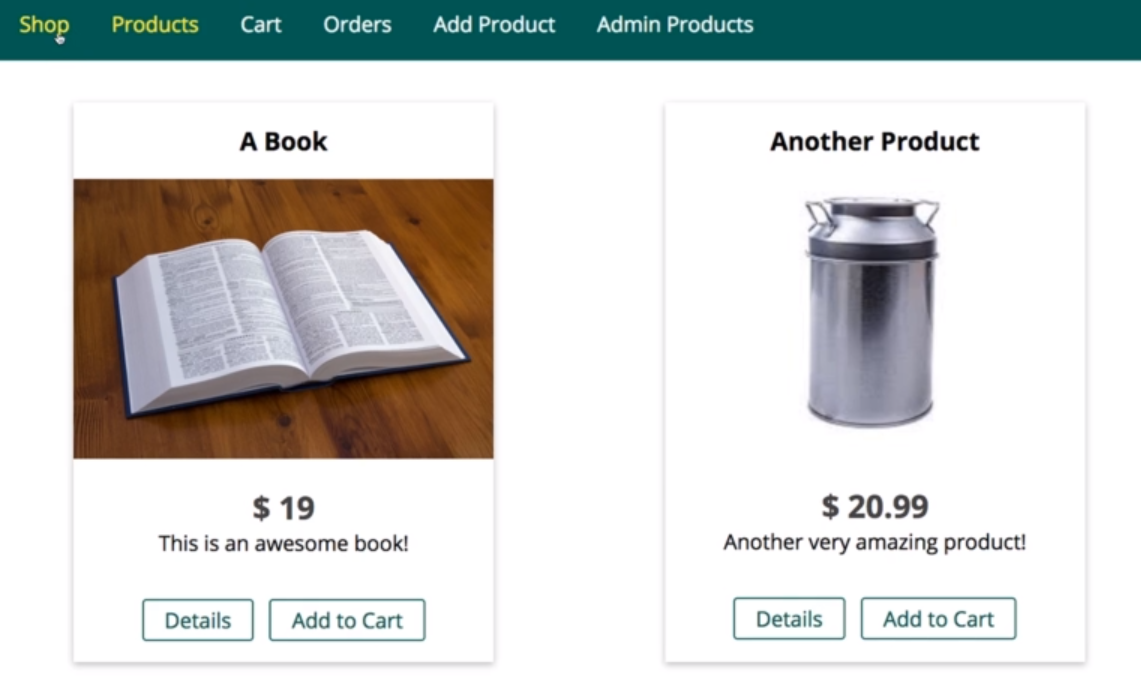 Shop Products Cart Orders Add Product Admin Products
A Book
$ 19
This is an awesome book!
Details Add to Cart
Another Product
$ 20.99
Another very amazing product!
Details Add to Cart